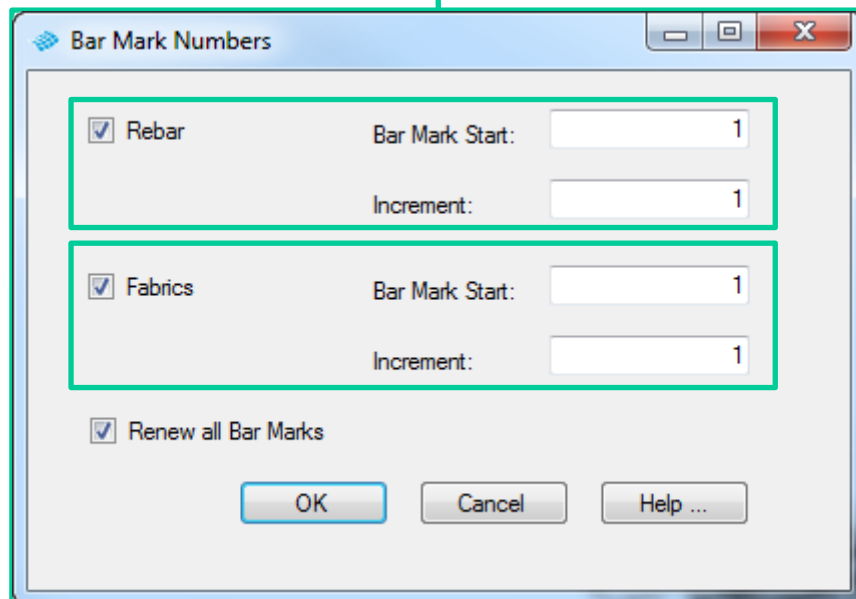 Bar Mark Numbers
Rebar Bar Mark Start: 1
Increment: 1
Fabrics Bar Mark Start: 1
Increment: 1
Renew all Bar Marks
OK Cancel Help ...